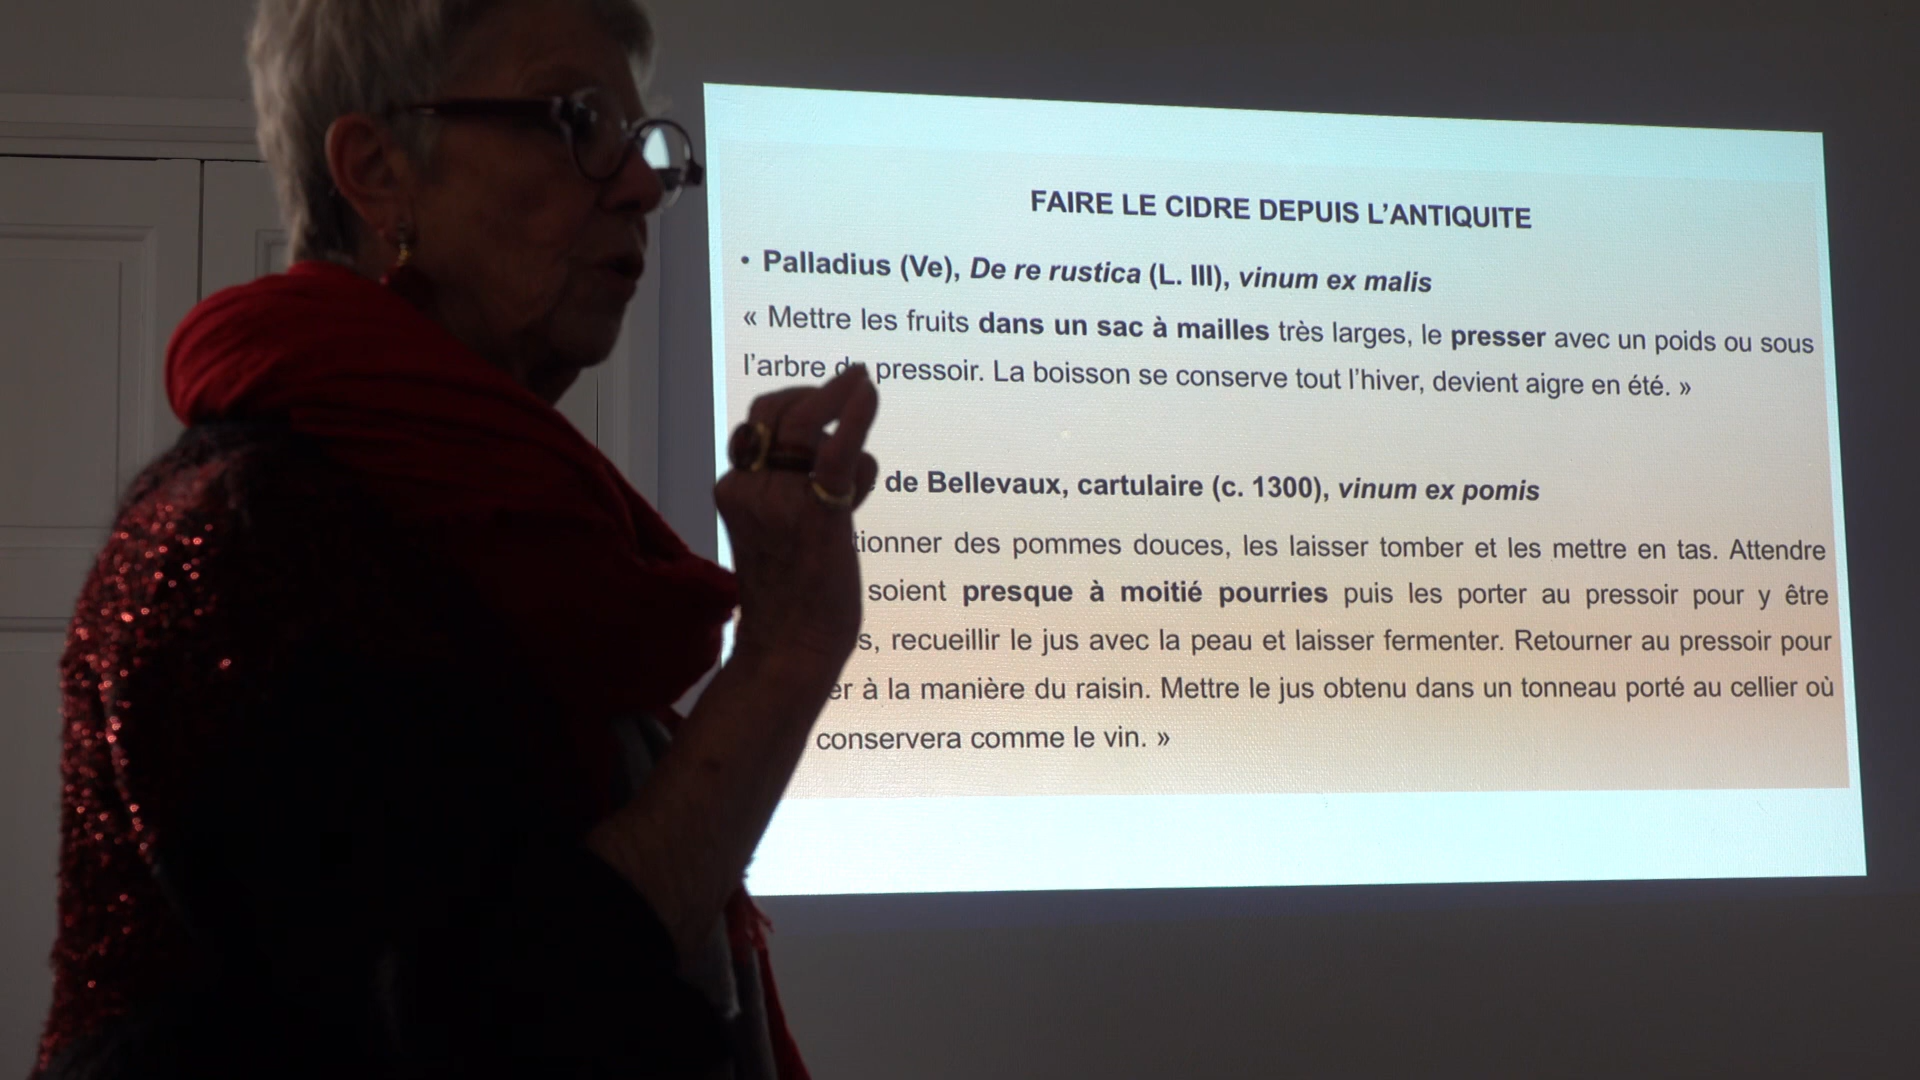 FAIRE LE CIDRE DEPUIS L'ANTIQUITE
• Palladius (Ve), De re rustica (L. III), vinum ex malis
« Mettre les fruits dans un sac à mailles très larges, le presser avec un poids ou sous
l'arbre du pressoir. La boisson se conserve tout l'hiver, devient aigre en été. »
de Bellevaux, cartulaire (c. 1300), vinum ex pomis
des pommes douces, les laisser tomber et les mettre en tas. Attendre
soient presque à moitié pourries puis les porter au pressoir pour y être
recueillir le jus avec la peau et laisser fermenter. Retourner au pressoir pour
à la manière du raisin. Mettre le jus obtenu dans un tonneau porté au cellier où
conservera comme le vin. »